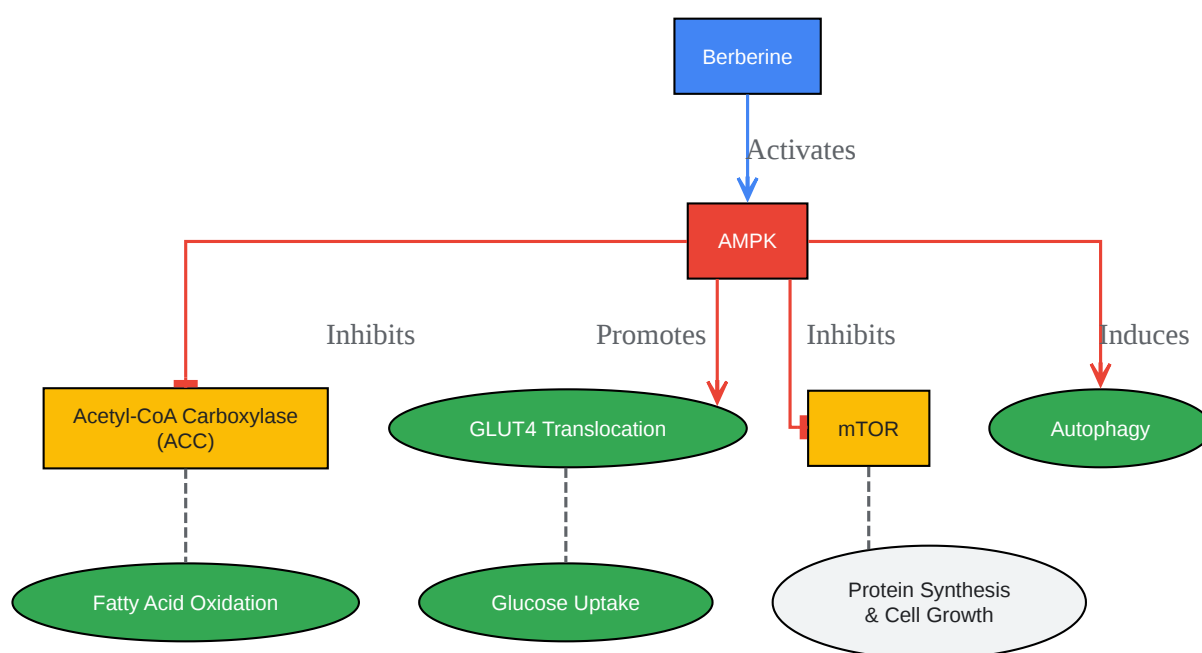 Berberine
Activates
AMPK
Inhibits
Promotes
Inhibits
Induces
Acetyl-CoA Carboxylase
(ACC)
GLUT4 Translocation
mTOR
Autophagy
Fatty Acid Oxidation
Glucose Uptake
Protein Synthesis
& Cell Growth